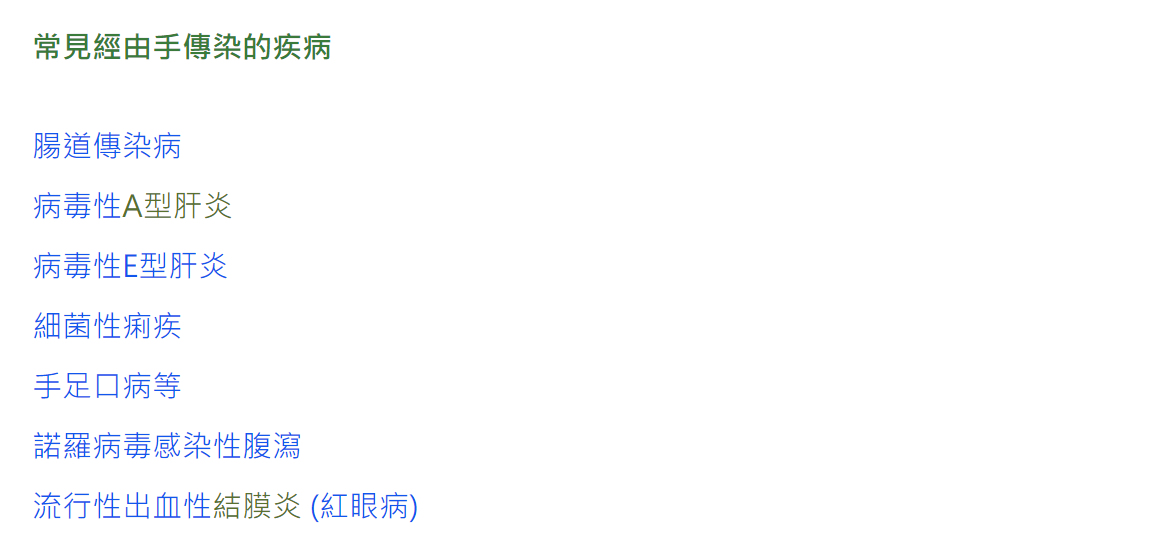 常見經由手傳染的疾病
腸道傳染病
病毒性A型肝炎
病毒性E型肝炎
細菌性痢疾
手足口病等
諾羅病毒感染性腹瀉
流行性出血性結膜炎 (紅眼病)